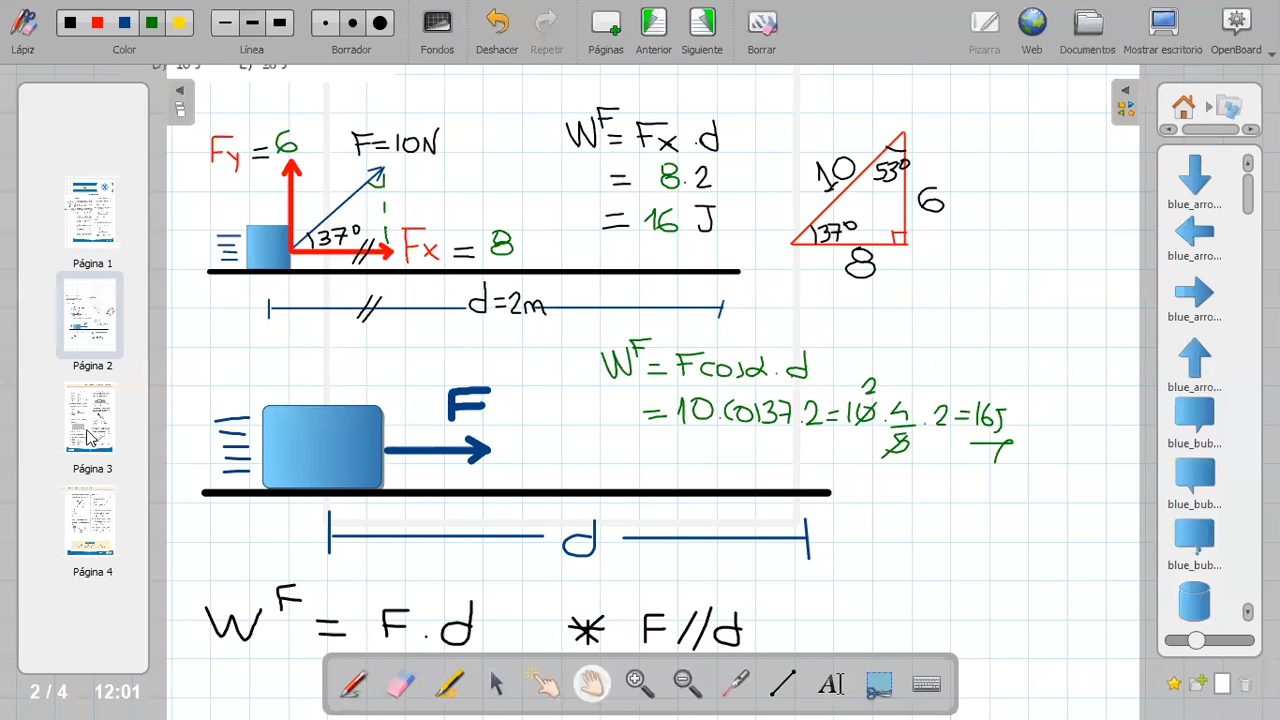 Lápiz
Color
Línea
Borrador
Fondos
Deshacer
Repetir
Páginas
Anterior
Siguiente
Borrar
Pizarra
Web
Documentos
Mostrar escritorio
OpenBoard
Página 1
Página 2
Página 3
Página 4
2 / 4 12:01
Fy = 6
F=10N
37°
Fx = 8
d=2m
W^F = Fx . d
= 8.2
= 16 J
10
53°
6
37°
8
W^F = Fcosα. d
= 10.co137.2=10.4/5.2=16J
2
F
d
W^F = F.d * F//d
blue_arro...
blue_arro...
blue_arro...
blue_arro...
blue_bub...
blue_bub...
blue_bub...